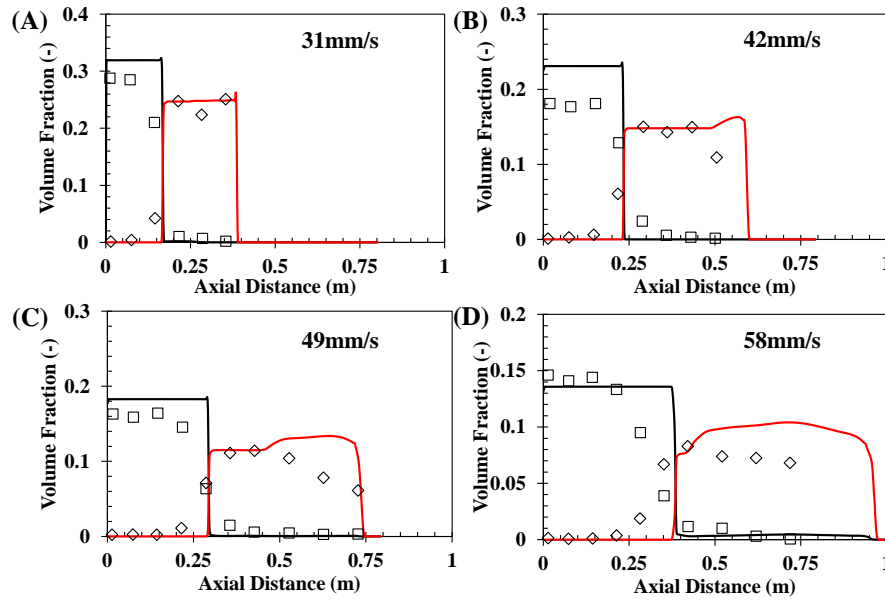 (A)
31mm/s
Volume Fraction (-)
0.4
0.3
0.2
0.1
0
0 0.25 0.5 0.75 1
Axial Distance (m)
(B)
42mm/s
Volume Fraction (-)
0.3
0.2
0.1
0
0 0.25 0.5 0.75 1
Axial Distance (m)
(C)
49mm/s
Volume Fraction (-)
0.3
0.2
0.1
0
0 0.25 0.5 0.75 1
Axial Distance (m)
(D)
58mm/s
Volume Fraction (-)
0.2
0.15
0.1
0.05
0
0 0.25 0.5 0.75 1
Axial Distance (m)